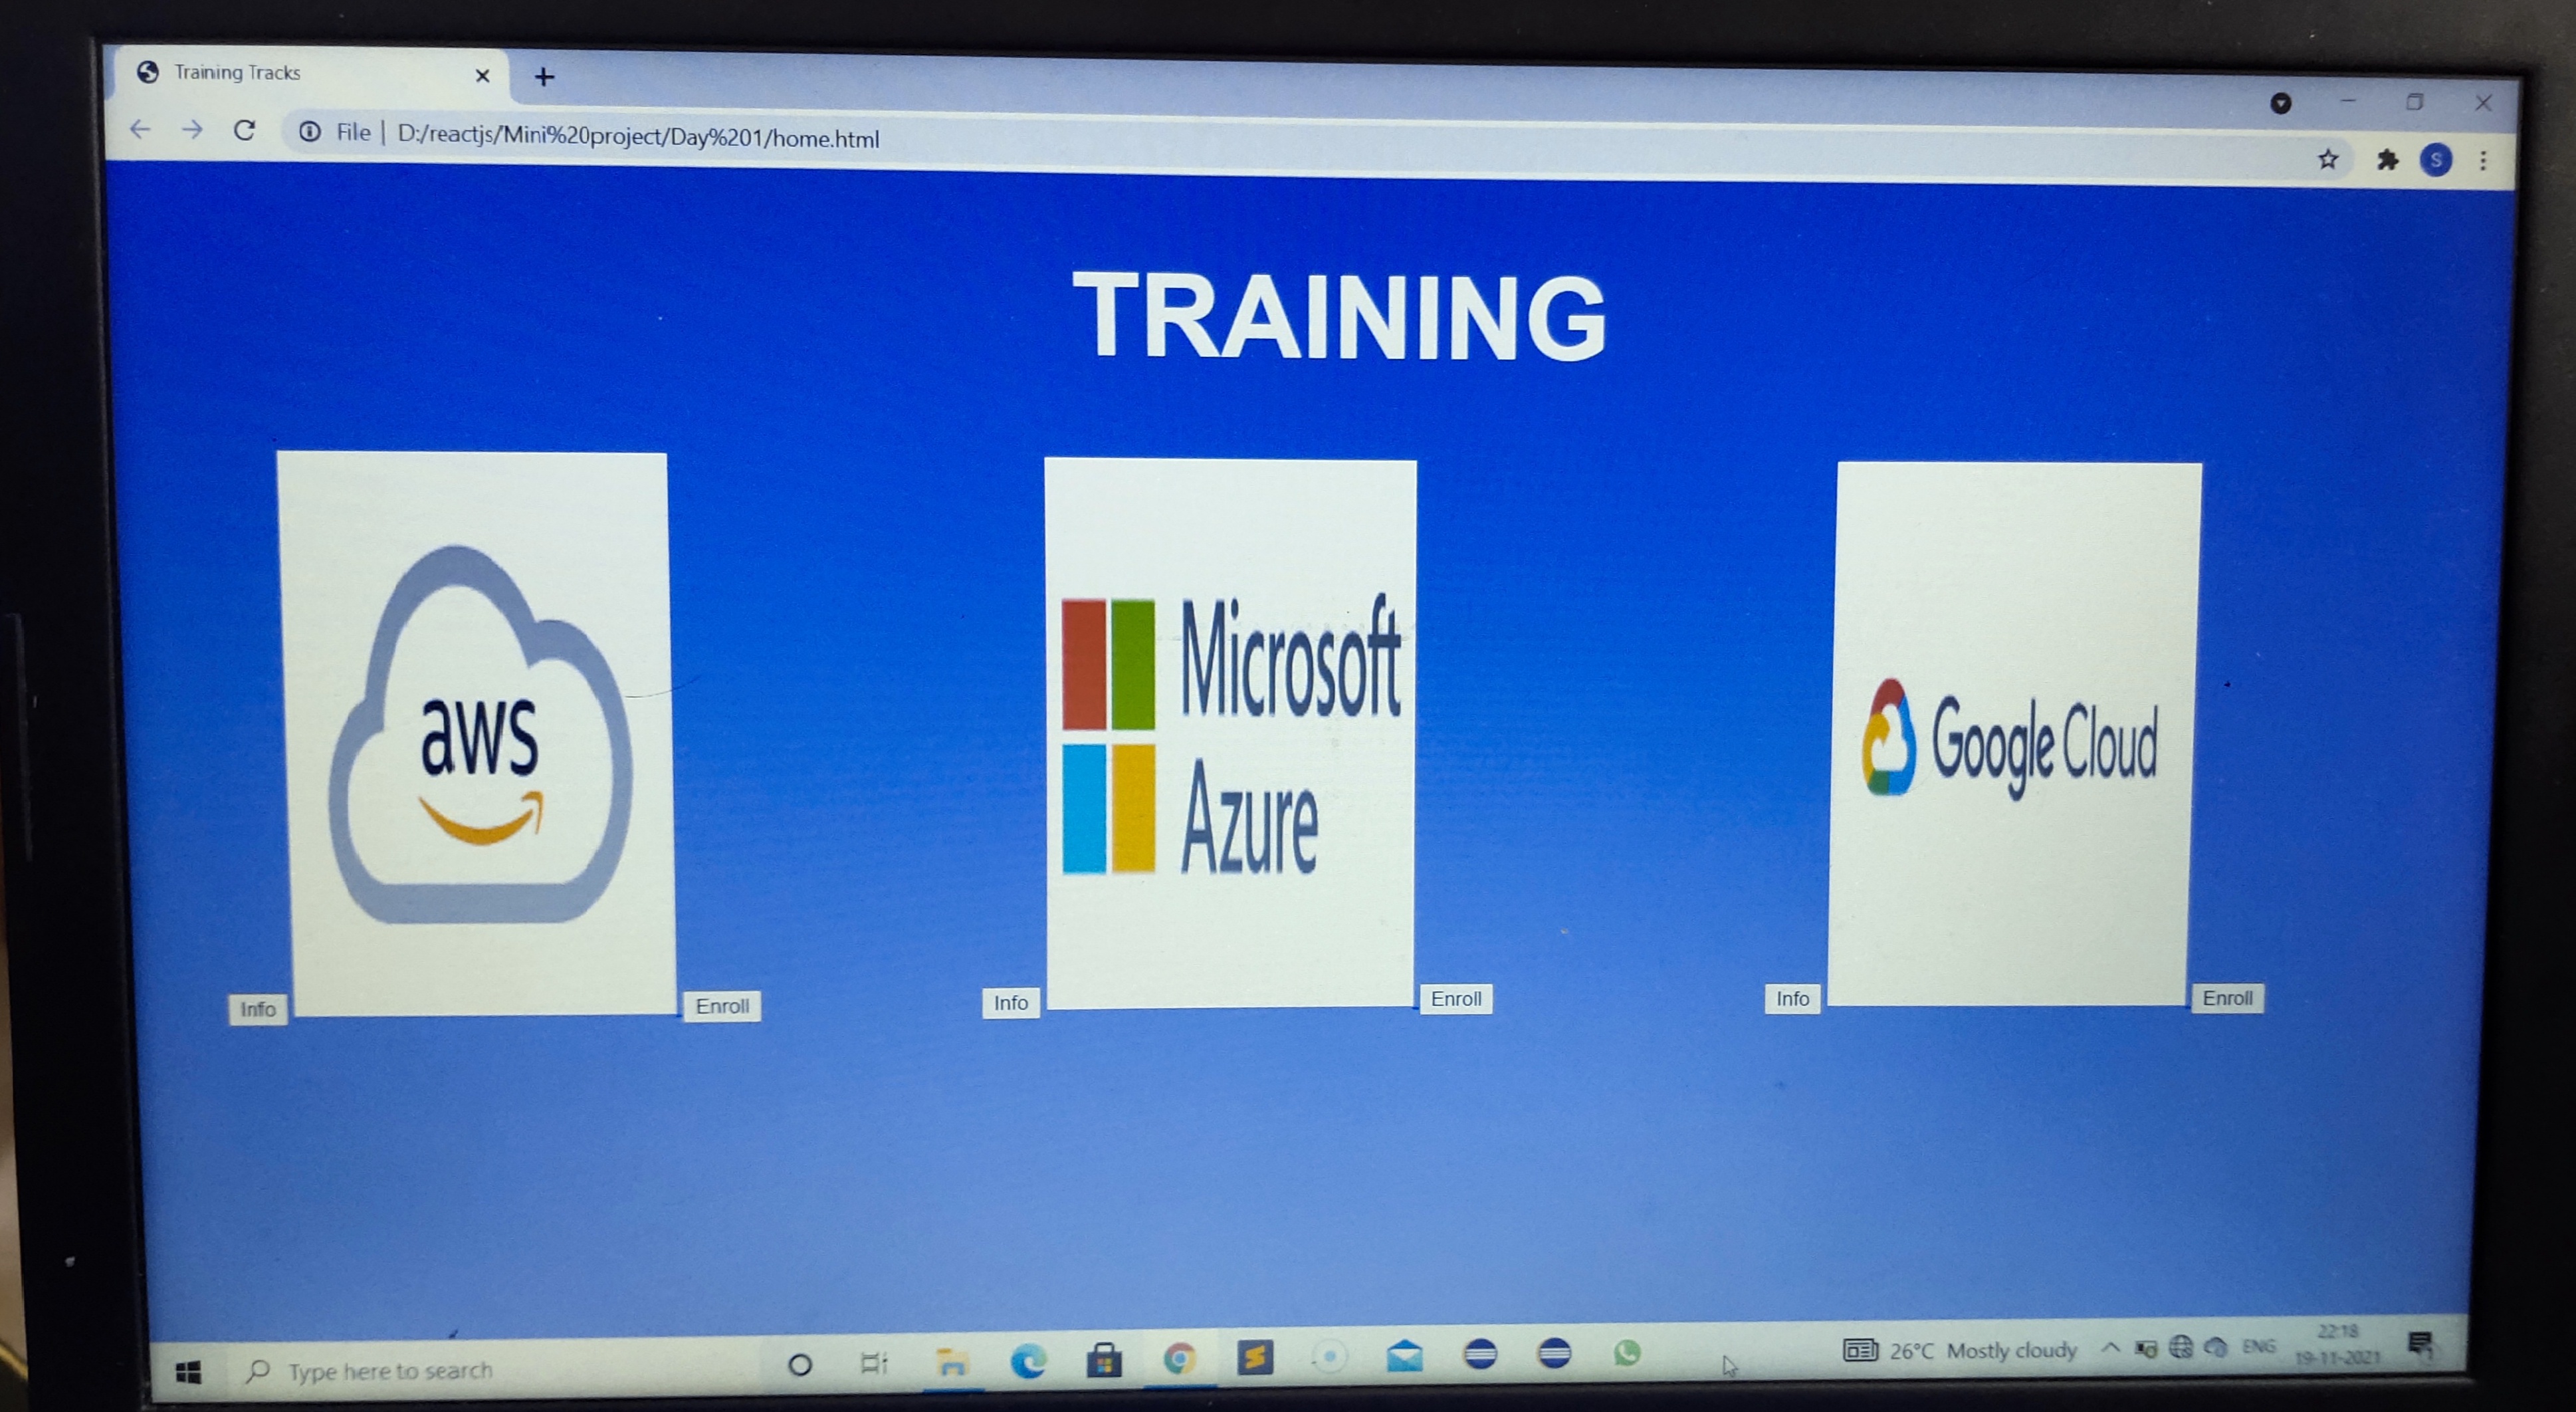 Training Tracks
File | D:/reactjs/Mini%20project/Day%201/home.html
S
TRAINING
aws
Microsoft
Azure
Google Cloud
Info
Enroll
Info
Enroll
Info
Enroll
Type here to search
26°C Mostly cloudy
ENG
22:18
19-11-2021